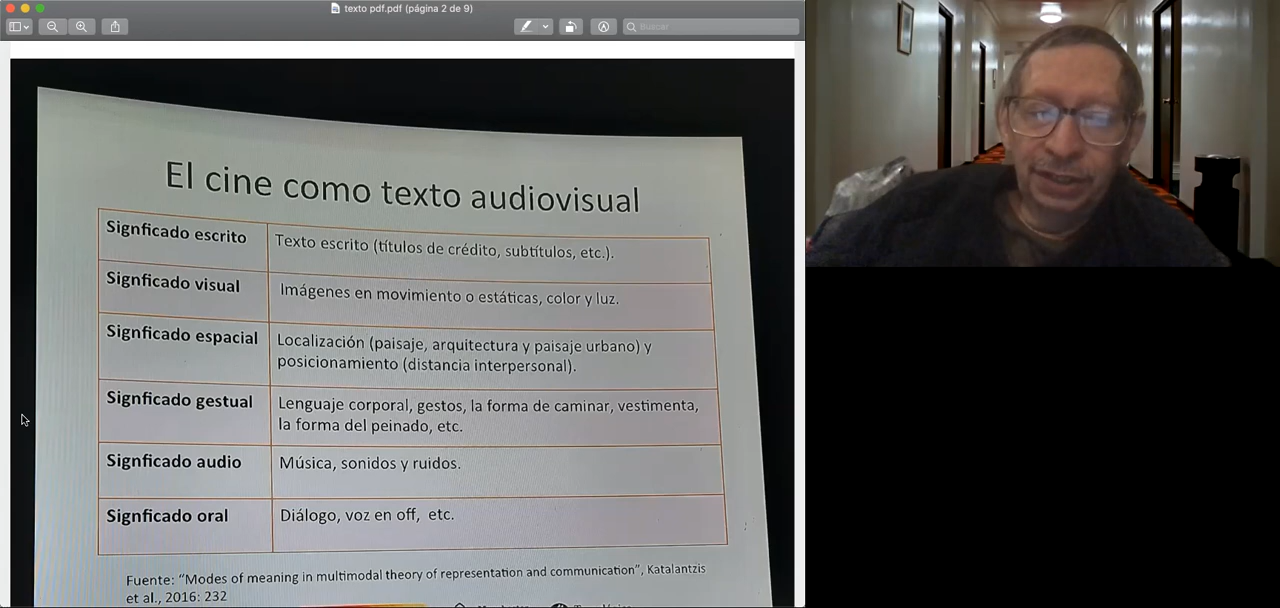 texto pdf.pdf (página 2 de 9)
Buscar
El cine como texto audiovisual
Signficado escrito
Texto escrito (títulos de crédito, subtítulos, etc.).
Signficado visual
Imágenes en movimiento o estáticas, color y luz.
Signficado espacial
Localización (paisaje, arquitectura y paisaje urbano) y
posicionamiento (distancia interpersonal).
Signficado gestual
Lenguaje corporal, gestos, la forma de caminar, vestimenta,
la forma del peinado, etc.
Signficado audio
Música, sonidos y ruidos.
Signficado oral
Diálogo, voz en off, etc.
Fuente: “Modes of meaning in multimodal theory of representation and communication”, Katalantzis
et al., 2016: 232